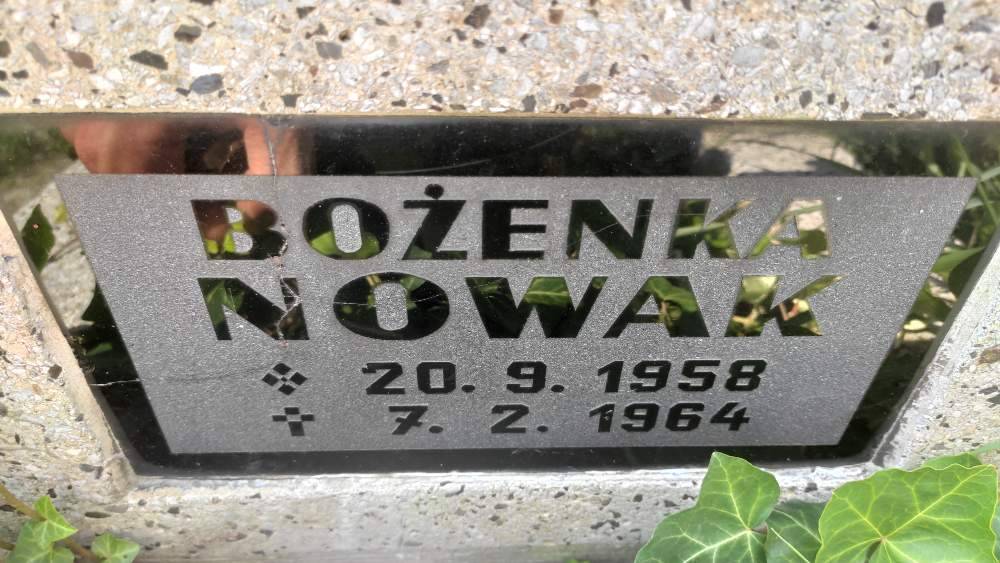 BOŻENKA
NOWAK
20. 9. 1958
7. 2. 1964